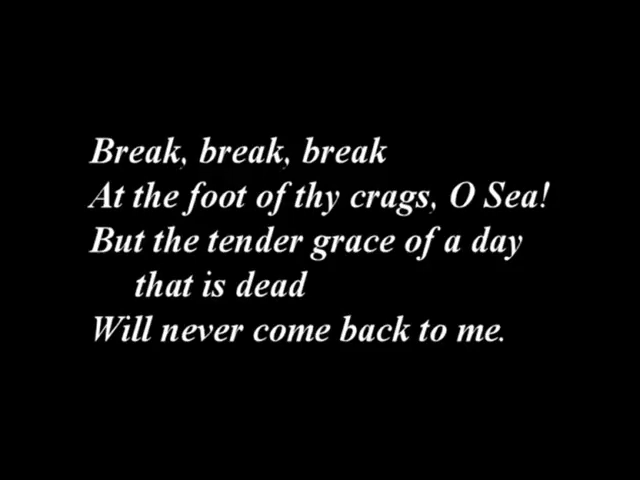 Break, break, break
At the foot of thy crags, O Sea!
But the tender grace of a day
that is dead
Will never come back to me.